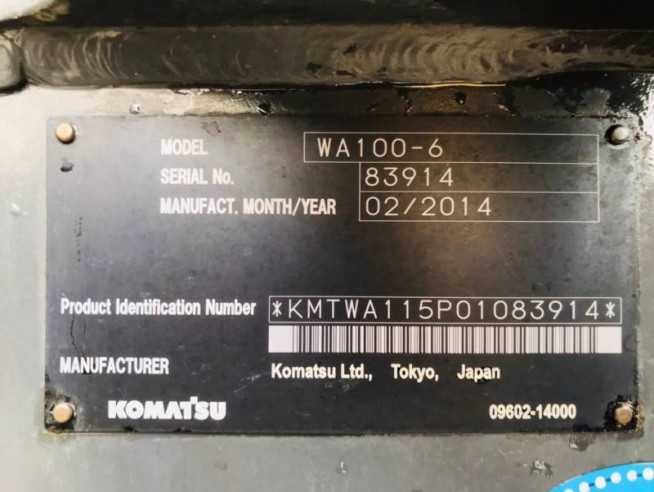 MODEL WA100-6
SERIAL No. 83914
MANUFACT. MONTH/YEAR 02/2014
Product Identification Number *KMTWA115P01083914*
MANUFACTURER Komatsu Ltd., Tokyo, Japan
KOMATSU 09602-14000